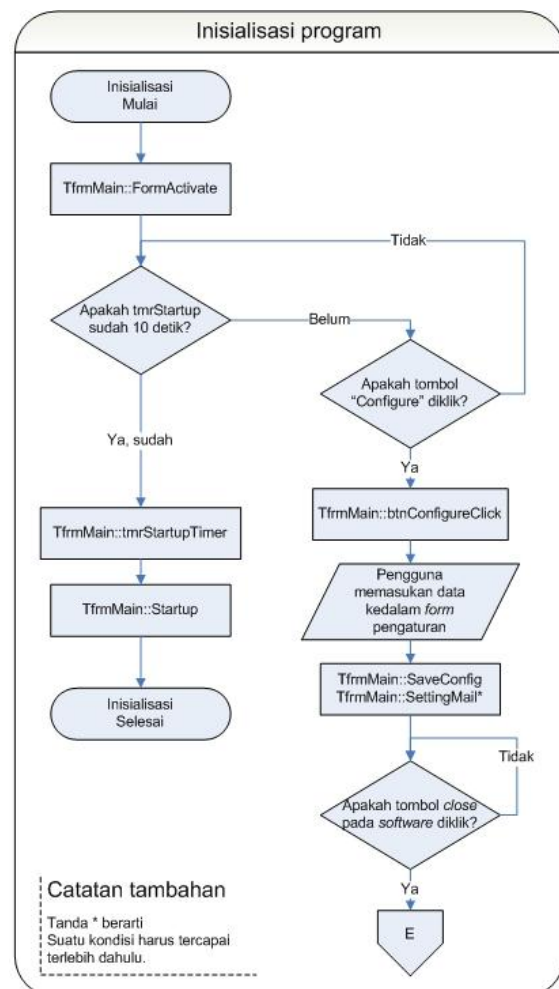 Inisialisasi program
Inisialisasi
Mulai
TfrmMain::FormActivate
Tidak
Apakah tmrStartup
sudah 10 detik?
Belum
Apakah tombol
“Configure” diklik?
Ya, sudah
Ya
TfrmMain::tmrStartupTimer
TfrmMain::btnConfigureClick
TfrmMain::Startup
Pengguna
memasukan data
kedalam form
pengaturan
Inisialisasi
Selesai
TfrmMain::SaveConfig
TfrmMain::SettingMail*
Tidak
Apakah tombol close
pada software diklik?
Ya
E
Catatan tambahan
Tanda * berarti
Suatu kondisi harus tercapai
terlebih dahulu.